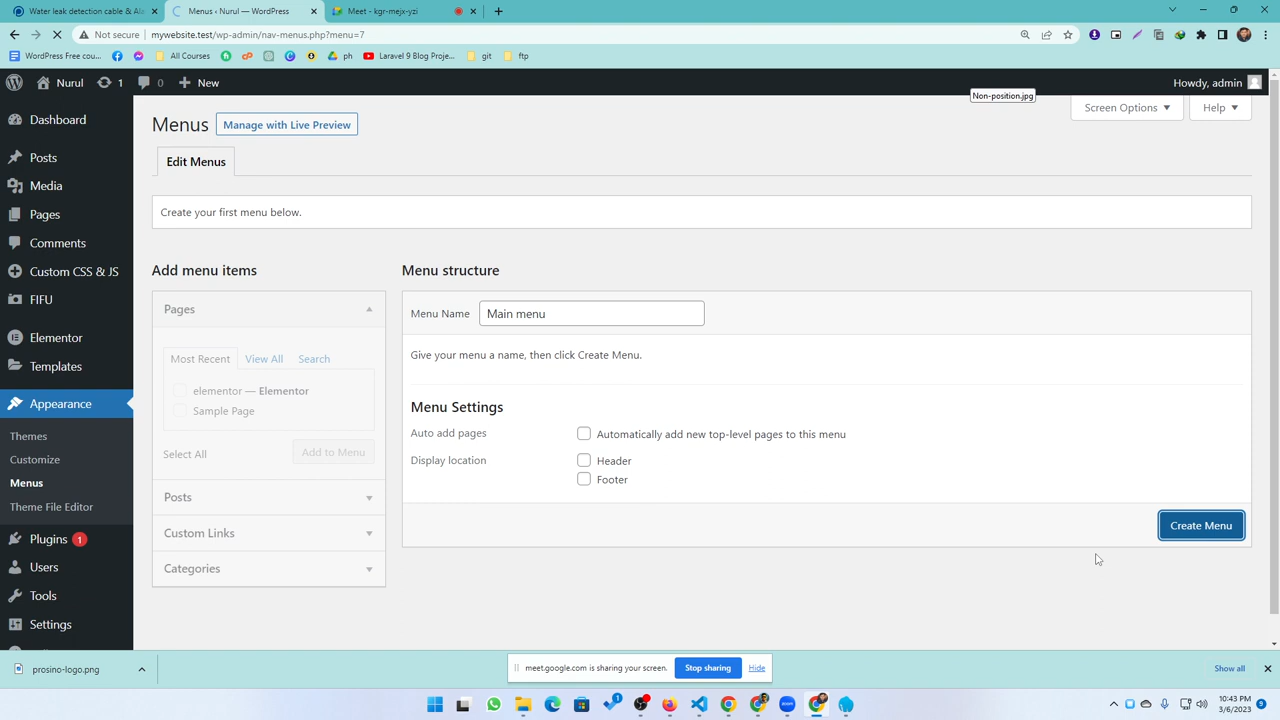 Water leak detection cable & Ala
Menus ‹ Nurul — WordPress
Meet - kgr-mejx-yzi
Not secure
mywebsite.test/wp-admin/nav-menus.php?menu=7
WordPress Free cou...
All Courses
ph
Laravel 9 Blog Projec...
git
ftp
Nurul
1
0
New
Howdy, admin
Non-position.jpg
Screen Options
Help
Menus
Manage with Live Preview
Edit Menus
Create your first menu below.
Dashboard
Posts
Media
Pages
Comments
Custom CSS & JS
FIFU
Elementor
Templates
Appearance
Themes
Customize
Menus
Theme File Editor
Plugins 1
Users
Tools
Settings
Add menu items
Pages
Most Recent
View All
Search
elementor — Elementor
Sample Page
Select All
Add to Menu
Posts
Custom Links
Categories
Menu structure
Menu Name
Main menu
Give your menu a name, then click Create Menu.
Menu Settings
Auto add pages
Automatically add new top-level pages to this menu
Display location
Header
Footer
Create Menu
prosino-logo.png
meet.google.com is sharing your screen.
Stop sharing
Hide
Show all
1
zoom
10:43 PM
3/6/2023